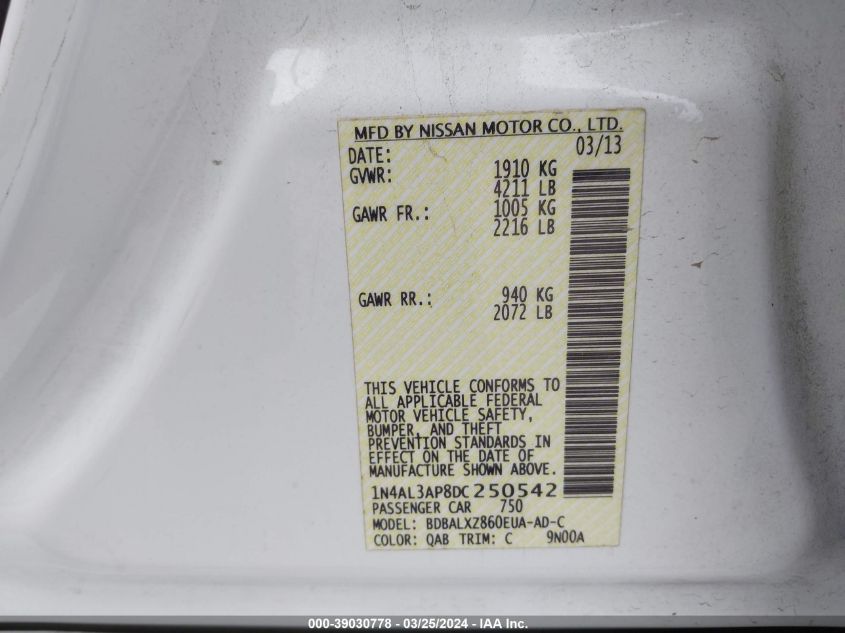 MFD BY NISSAN MOTOR CO., LTD.
DATE: 03/13
GVWR: 1910 KG
4211 LB
GAWR FR.: 1005 KG
2216 LB
GAWR RR.: 940 KG
2072 LB
THIS VEHICLE CONFORMS TO
ALL APPLICABLE FEDERAL
MOTOR VEHICLE SAFETY,
BUMPER, AND THEFT
PREVENTION STANDARDS IN
EFFECT ON THE DATE OF
MANUFACTURE SHOWN ABOVE.
1N4AL3AP8DC250542
PASSENGER CAR 750
MODEL: BDBALXZ860EUA-AD-C
COLOR: QAB TRIM: C 9N00A
000-39030778 - 03/25/2024 - IAA Inc.